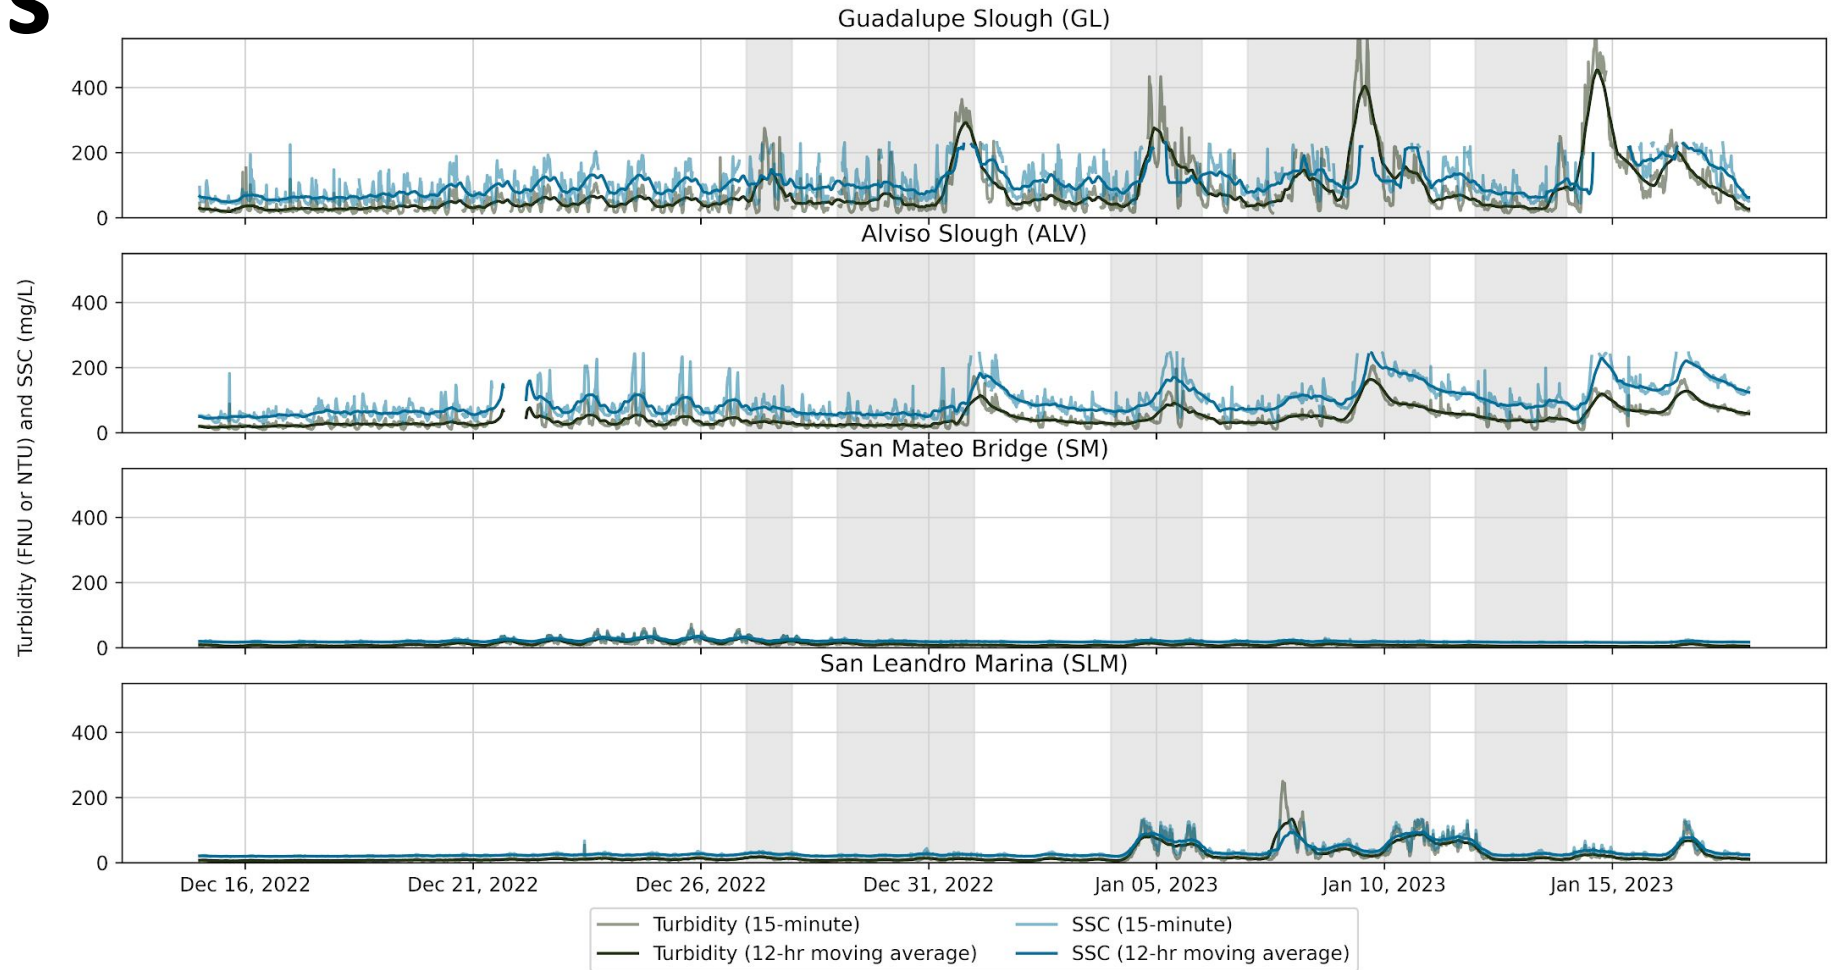 S
Guadalupe Slough (GL)
400
200
0
Alviso Slough (ALV)
400
200
0
San Mateo Bridge (SM)
400
200
0
San Leandro Marina (SLM)
400
200
0
Turbidity (FNU or NTU) and SSC (mg/L)
Dec 16, 2022 Dec 21, 2022 Dec 26, 2022 Dec 31, 2022 Jan 05, 2023 Jan 10, 2023 Jan 15, 2023
Turbidity (15-minute) SSC (15-minute)
Turbidity (12-hr moving average) SSC (12-hr moving average)